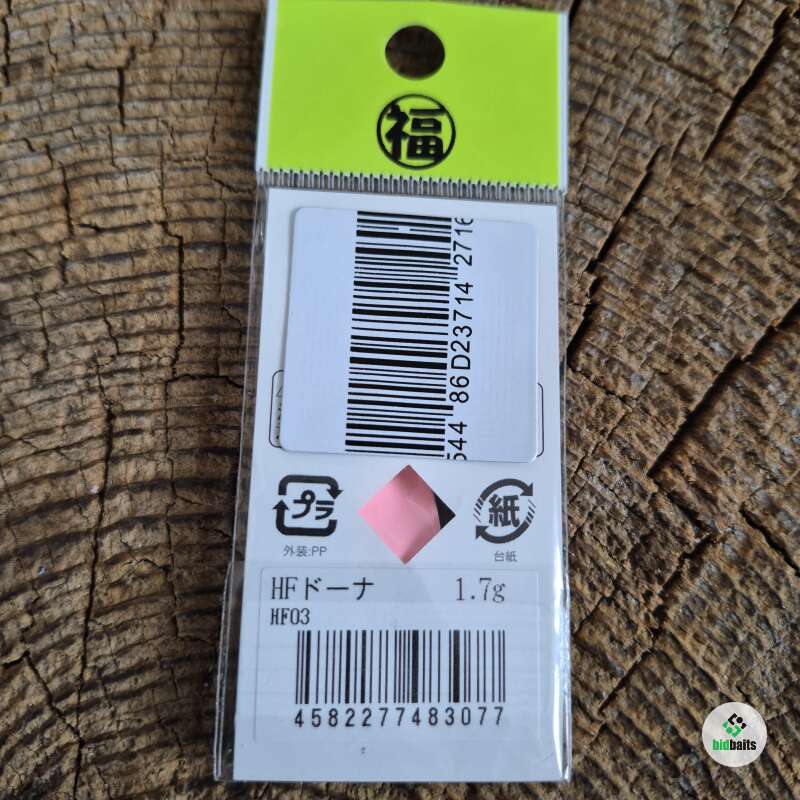 福
544 86D23714 2716
プラ
紙
外装:PP
台紙
HFドーナ 1.7g
HF03
4582277483077
bidbaits